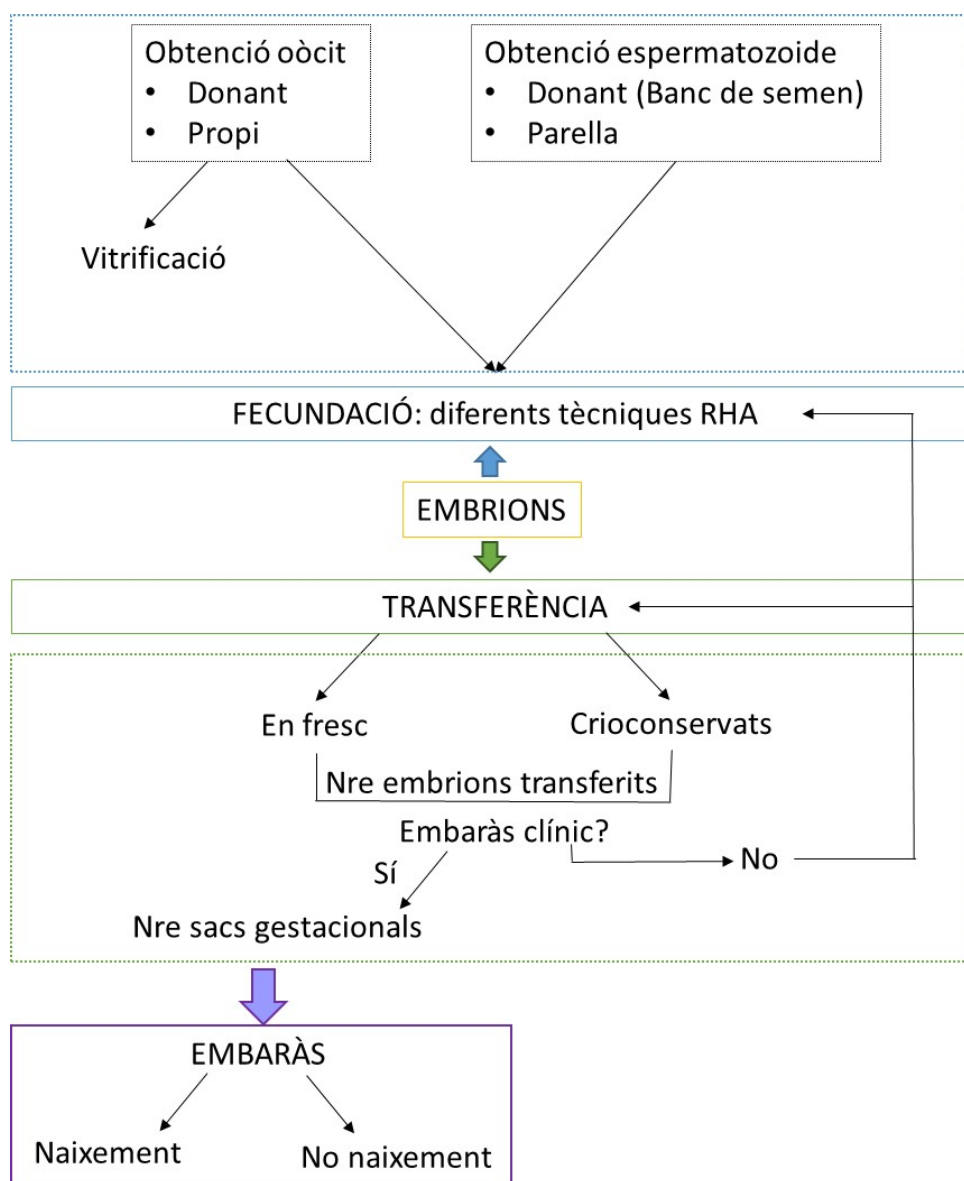 Obtenció oòcit
• Donant
• Propi
Obtenció espermatozoide
• Donant (Banc de semen)
• Parella
Vitrificació
FECUNDACIÓ: diferents tècniques RHA
EMBRIONS
TRANSFERÈNCIA
En fresc
Crioconservats
Nre embrions transferits
Embaràs clínic?
No
Sí
Nre sacs gestacionals
EMBARÀS
Naixement
No naixement